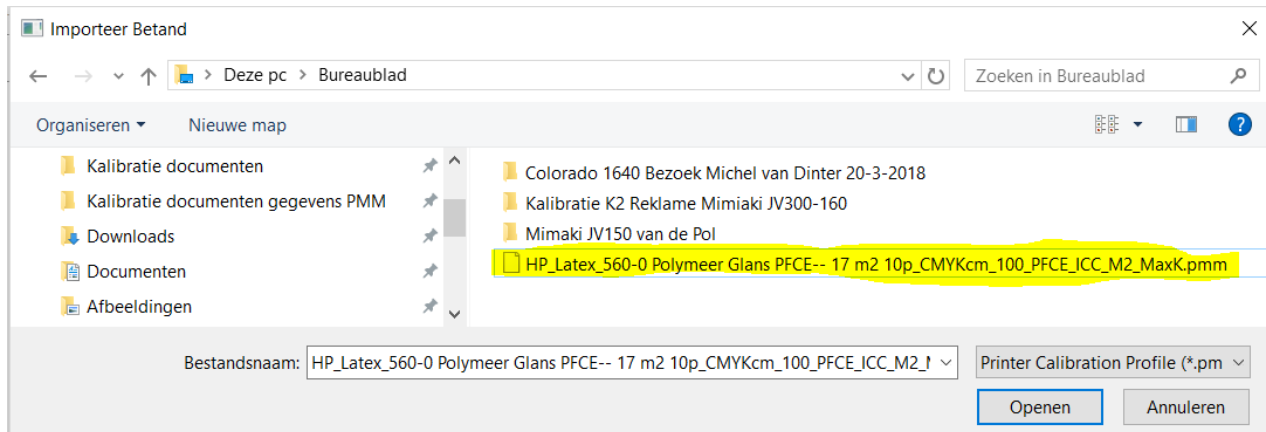 Importeer Betand
Deze pc > Bureaublad
Zoeken in Bureaublad
Organiseren
Nieuwe map
Kalibratie documenten
Kalibratie documenten gegevens PMM
Downloads
Documenten
Afbeeldingen
Colorado 1640 Bezoek Michel van Dinter 20-3-2018
Kalibratie K2 Reklame Mimiaki JV300-160
Mimaki JV150 van de Pol
HP_Latex_560-0 Polymeer Glans PFCE-- 17 m2 10p_CMYKcm_100_PFCE_ICC_M2_MaxK.pmm
Bestandsnaam: HP_Latex_560-0 Polymeer Glans PFCE-- 17 m2 10p_CMYKcm_100_PFCE_ICC_M2_
Printer Calibration Profile (*.pm
Openen
Annuleren